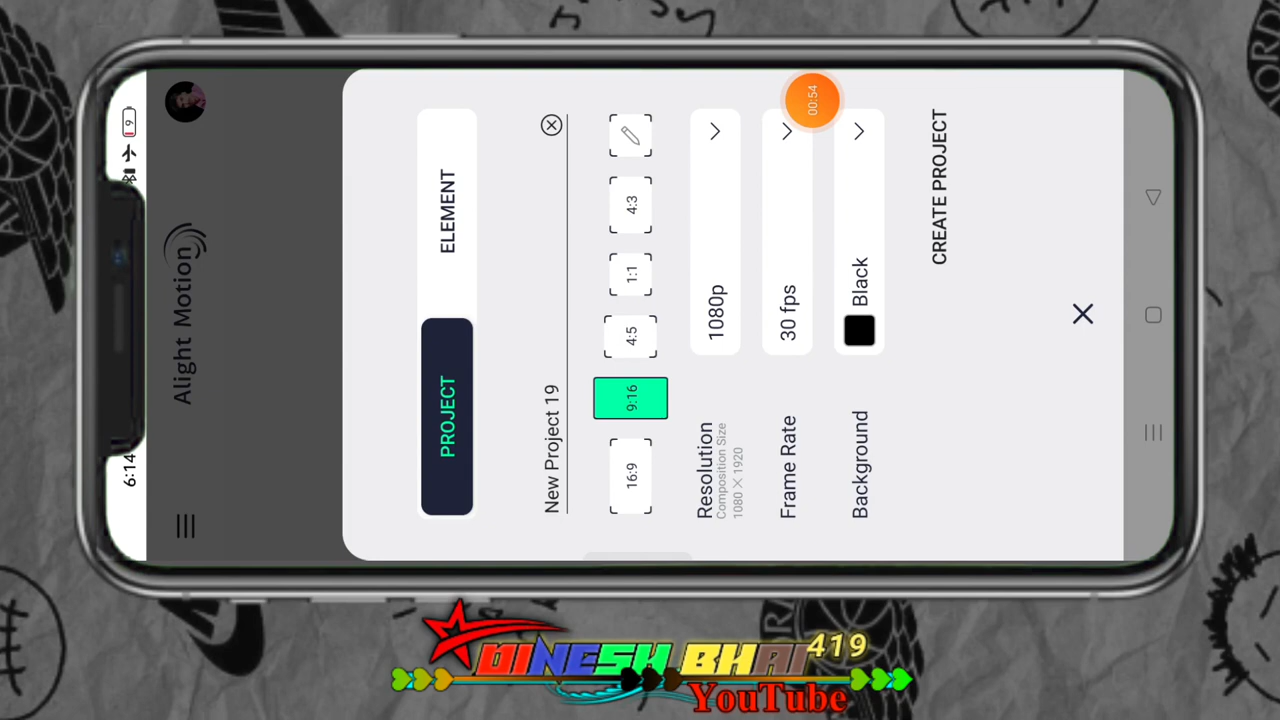 6:14
9
Alight Motion
00:54
PROJECT
ELEMENT
New Project 19
16:9
9:16
4:5
1:1
4:3
Resolution
Composition Size
1080 × 1920
1080p
Frame Rate
30 fps
Background
Black
CREATE PROJECT
DINESH BHAI 419
YouTube